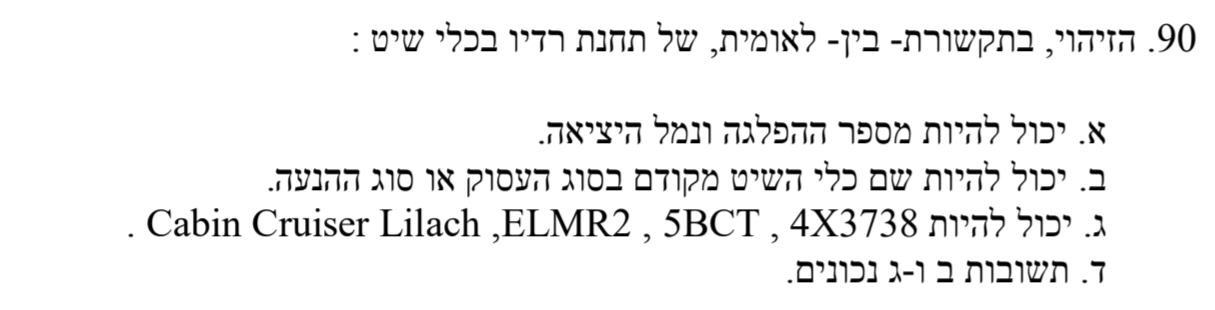 90. הזיהוי, בתקשורת- בין- לאומית, של תחנת רדיו בכלי שיט :
א. יכול להיות מספר ההפלגה ונמל היציאה.
ב. יכול להיות שם כלי השיט מקודם בסוג העסוק או סוג ההנעה.
ג. יכול להיות 4X3738 , 5BCT , ELMR2, Cabin Cruiser Lilach .
ד. תשובות ב ו-ג נכונים.